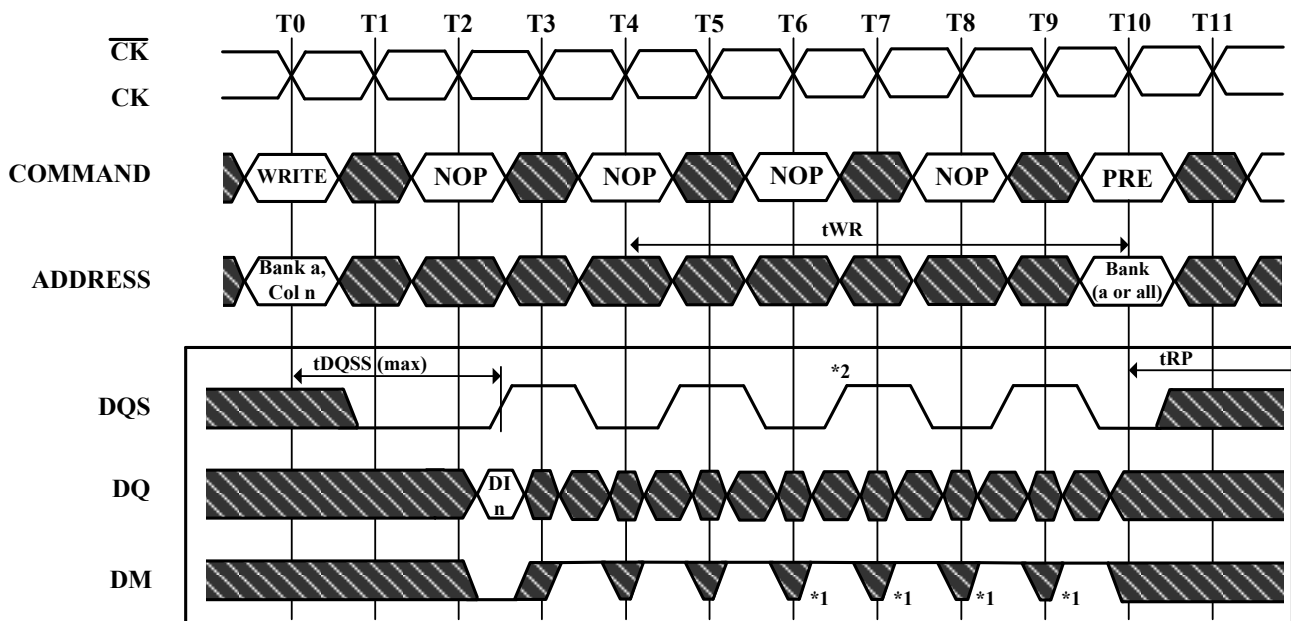 T0 T1 T2 T3 T4 T5 T6 T7 T8 T9 T10 T11
CK
CK
COMMAND WRITE NOP NOP NOP NOP PRE
tWR
ADDRESS Bank a, Col n Bank (a or all)
tDQSS (max) tRP
*2
DQS
DQ DI n
DM
*1 *1 *1 *1